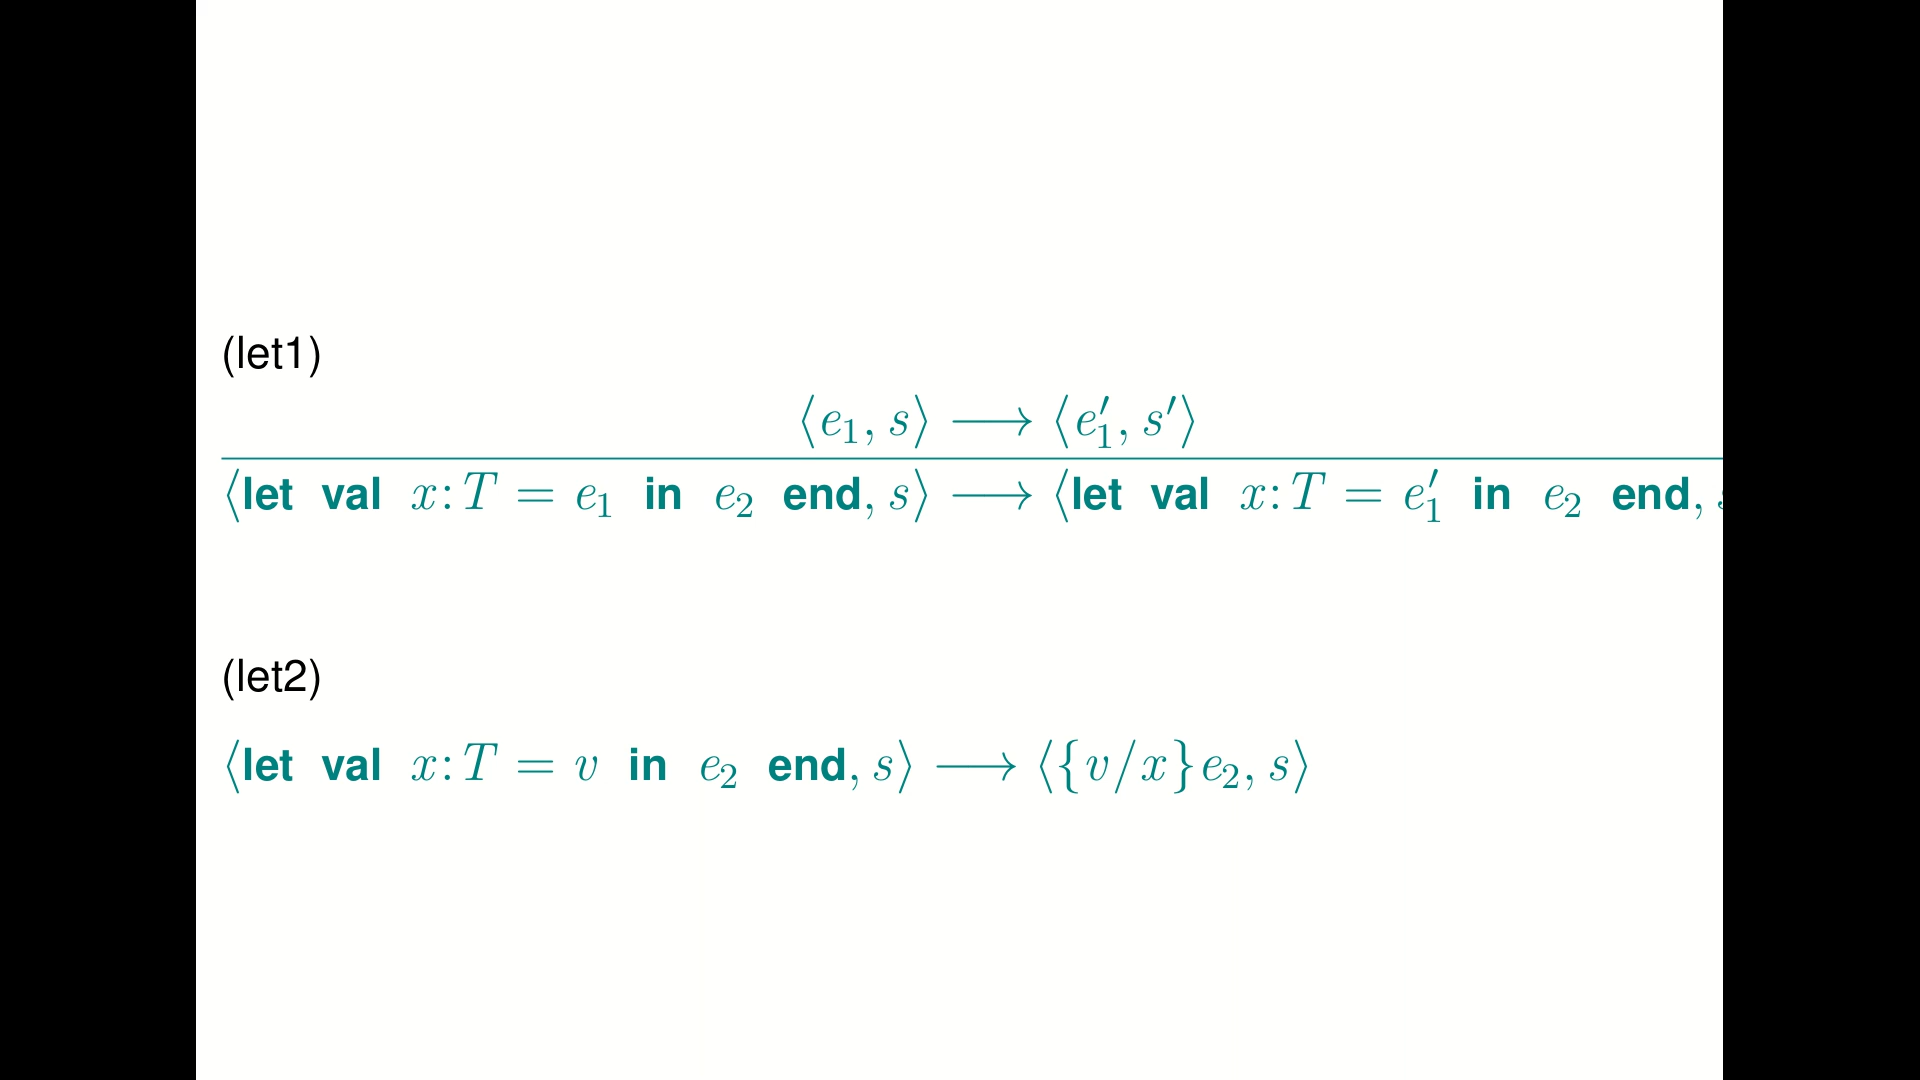 (let1)
⟨e₁, s⟩ ⟶ ⟨e₁′, s′⟩
⟨let val x:T = e₁ in e₂ end, s⟩ ⟶ ⟨let val x:T = e₁′ in e₂ end,
(let2)
⟨let val x:T = v in e₂ end, s⟩ ⟶ ⟨{v/x}e₂, s⟩